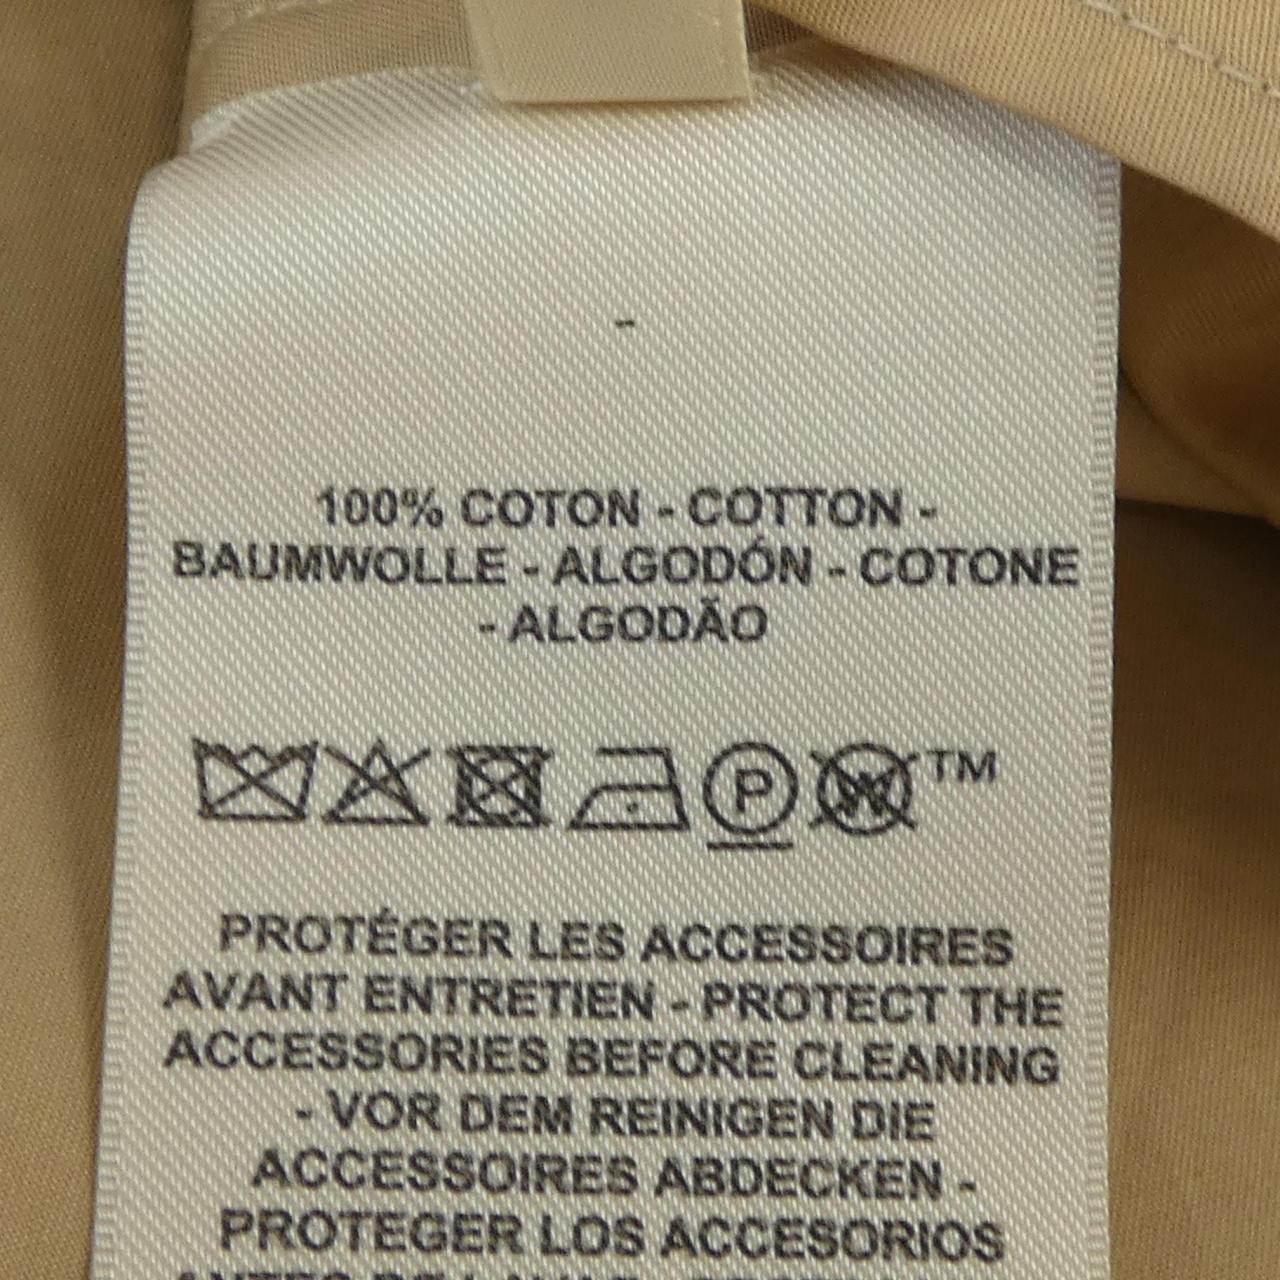 -
100% COTON - COTTON -
BAUMWOLLE - ALGODÓN - COTONE
- ALGODÃO
P W TM
PROTÉGER LES ACCESSOIRES
AVANT ENTRETIEN - PROTECT THE
ACCESSORIES BEFORE CLEANING
- VOR DEM REINIGEN DIE
ACCESSOIRES ABDECKEN -
PROTEGER LOS ACCESORIOS